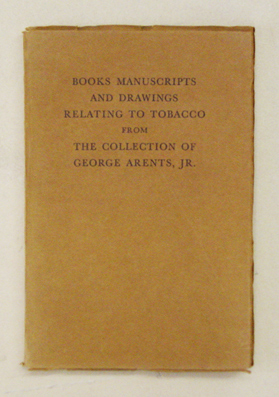 BOOKS MANUSCRIPTS
AND DRAWINGS
RELATING TO TOBACCO
FROM
THE COLLECTION OF
GEORGE ARENTS, JR.